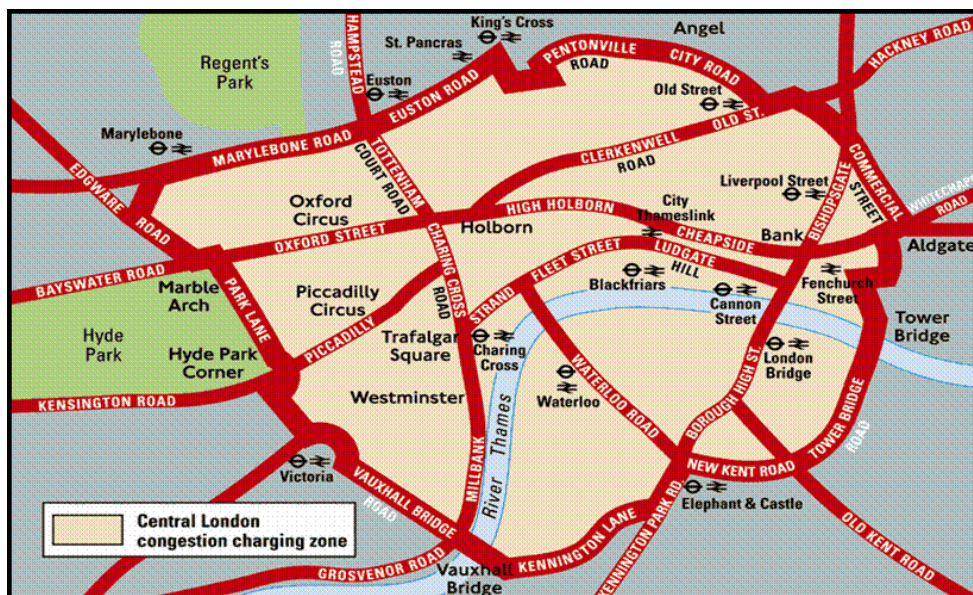 King's Cross
Angel
St. Pancras
HAMPSTEAD
ROAD
Regent's
Park
Euston
PENTONVILLE
ROAD
CITY ROAD
HACKNEY ROAD
Old Street
EUSTON ROAD
Marylebone
MARYLEBONE ROAD
OLD ST.
CLERKENWELL
ROAD
COMMERCIAL
STREET
TOTTENHAM
COURT ROAD
EDGWARE
ROAD
Liverpool Street
BISHOPSGATE
ROAD
Oxford
Circus
City
Thameslink
HIGH HOLBORN
Holborn
CHEAPSIDE
Bank
Aldgate
OXFORD STREET
BAYSWATER ROAD
Marble
Arch
PARK LANE
CHARING CROSS
ROAD
FLEET STREET
STRAND
LUDGATE
HILL
Blackfriars
Fenchurch
Street
Cannon
Street
Piccadilly
Circus
PICCADILLY
Hyde
Park
Hyde Park
Corner
Trafalgar
Square
Charing
Cross
Tower
Bridge
London
Bridge
KENSINGTON ROAD
Westminster
Waterloo
WATERLOO ROAD
BOROUGH HIGH ST.
TOWER BRIDGE
ROAD
Victoria
VAUXHALL BRIDGE
ROAD
MILLBANK
River Thames
NEW KENT ROAD
Elephant & Castle
KENNINGTON PARK RD.
KENNINGTON LANE
OLD KENT ROAD
GROSVENOR ROAD
Vauxhall
Bridge
Central London
congestion charging zone